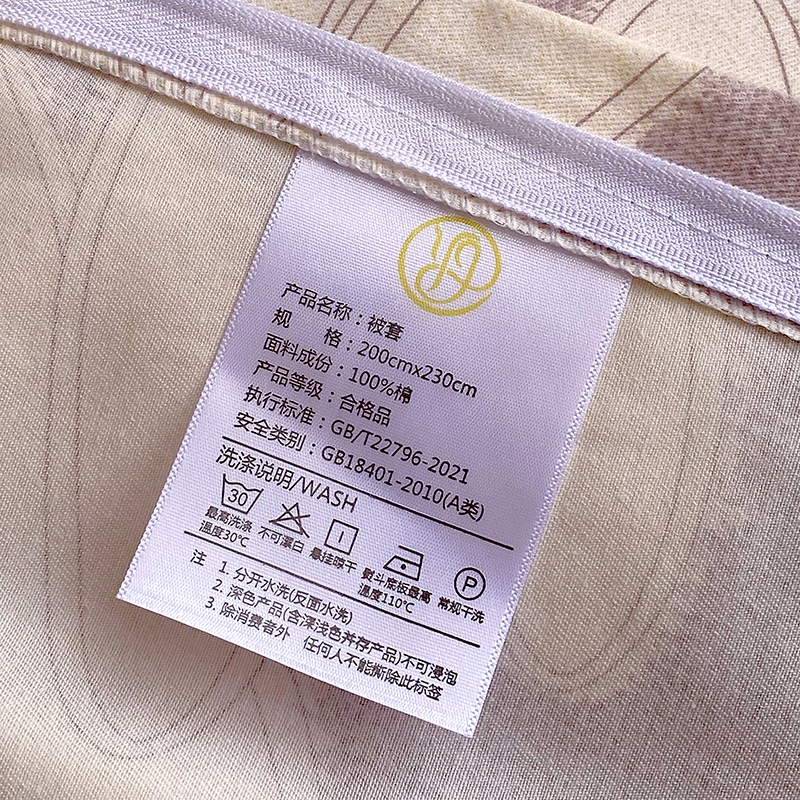 产品名称：被套
规 格：200cmx230cm
面料成份：100%棉
产品等级：合格品
执行标准：GB/T22796-2021
安全类别：GB18401-2010(A类)
洗涤说明/WASH
30
P
最高洗涤温度30℃
不可漂白
悬挂晾干
熨斗底板最高温度110℃
常规干洗
注 1. 分开水洗(反面水洗)
2. 深色产品(含深浅色并存产品)不可浸泡
3. 除消费者外 任何人不能撕除此标签